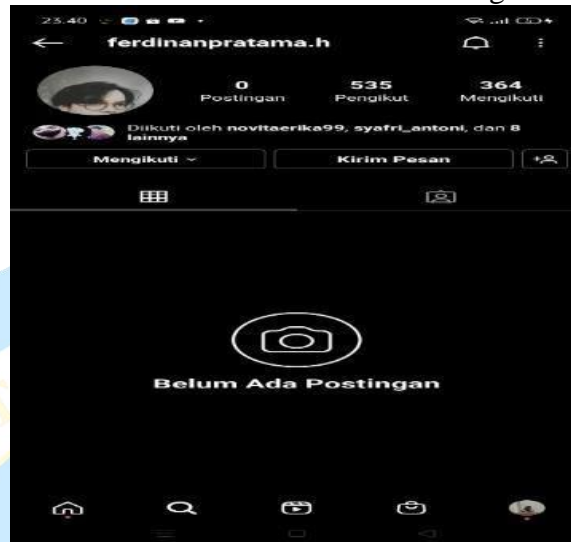 23.40
ferdinanpratama.h
0 535 364
Postingan Pengikut Mengikuti
Diikuti oleh novitaerika99, syafri_antoni, dan 8
lainnya
Mengikuti Kirim Pesan
Belum Ada Postingan